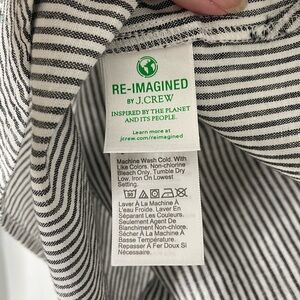 RE-IMAGINED
BY J.CREW
INSPIRED BY THE PLANET
AND ITS PEOPLE.
Learn more at
jcrew.com/reimagined
Machine Wash Cold. With
Like Colors. Non-chlorine
Bleach Only. Tumble Dry
Low, Iron On Lowest
Setting.
30
Laver À La Machine À
L'eau Froide. Laver En
Séparant Les Couleurs.
Seulement Agent De
Blanchiment Non-chlore.
Sécher À La Machine À
Basse Température.
Repasser À Fer Doux Si
Nécessaire.